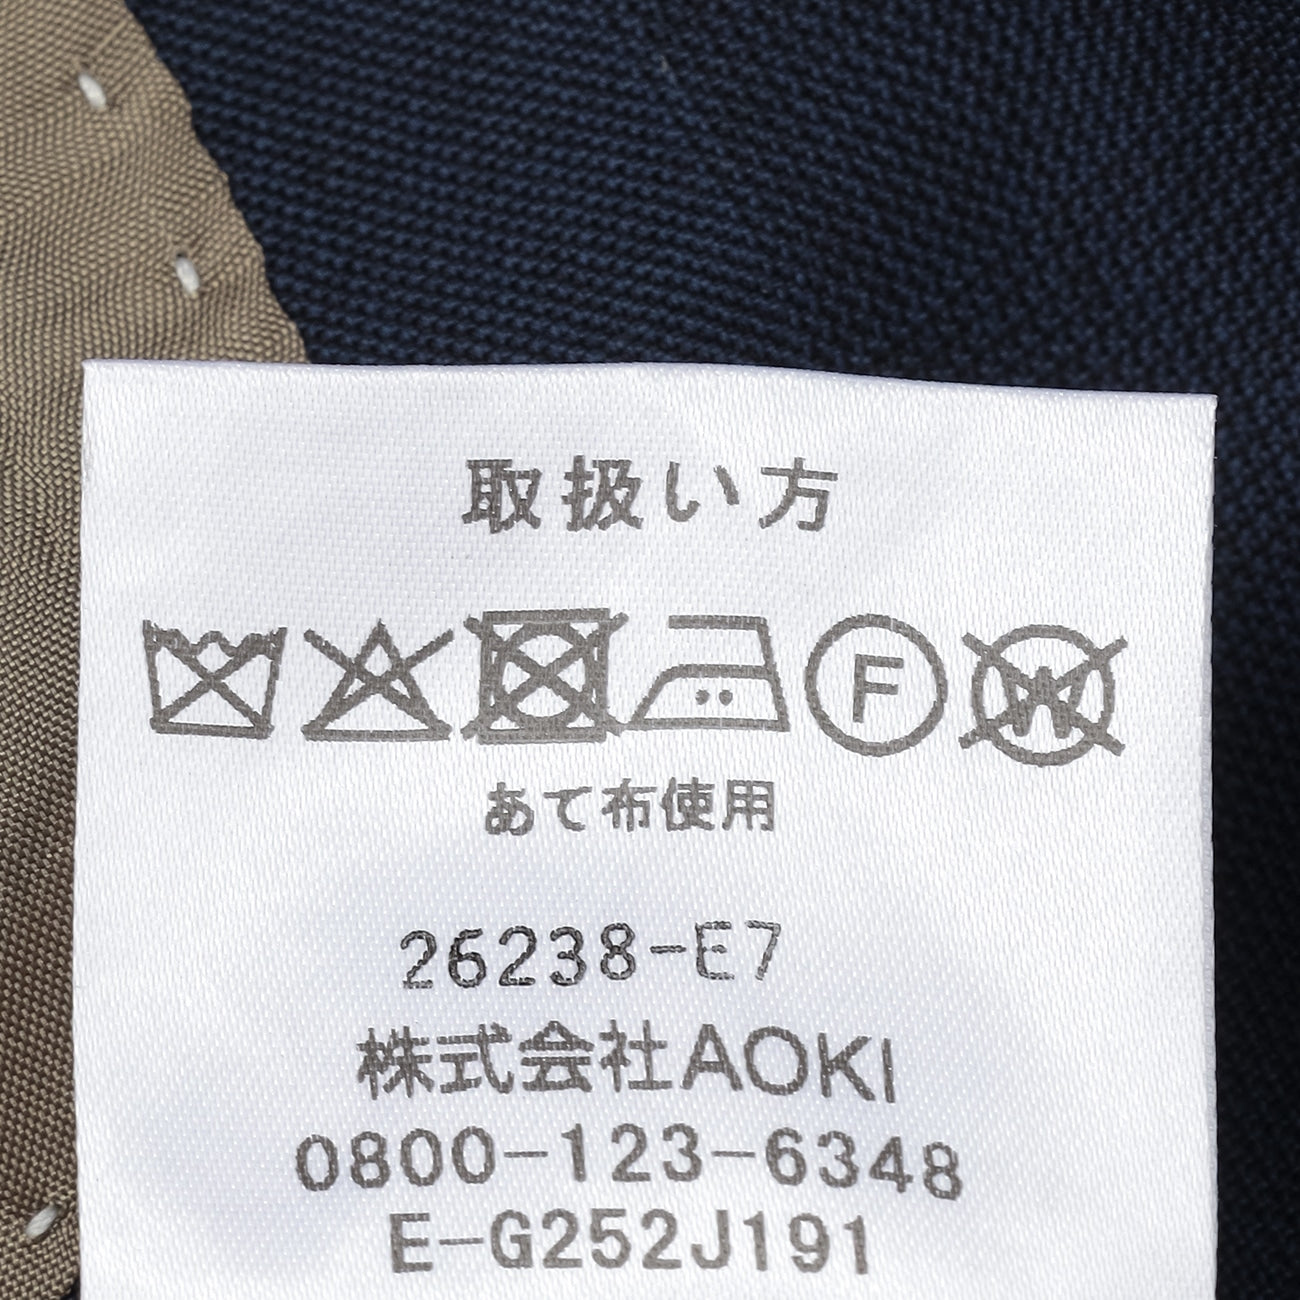 取扱い方
F W
あて布使用
26238-E7
株式会社AOKI
0800-123-6348
E-G252J191